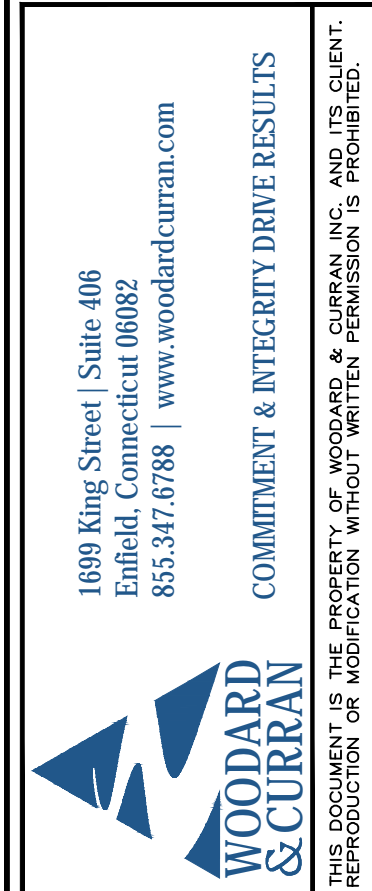 1699 King Street | Suite 406
Enfield, Connecticut 06082
855.347.6788 | www.woodardcurran.com
COMMITMENT & INTEGRITY DRIVE RESULTS
WOODARD
& CURRAN
THIS DOCUMENT IS THE PROPERTY OF WOODARD & CURRAN INC. AND ITS CLIENT.
REPRODUCTION OR MODIFICATION WITHOUT WRITTEN PERMISSION IS PROHIBITED.